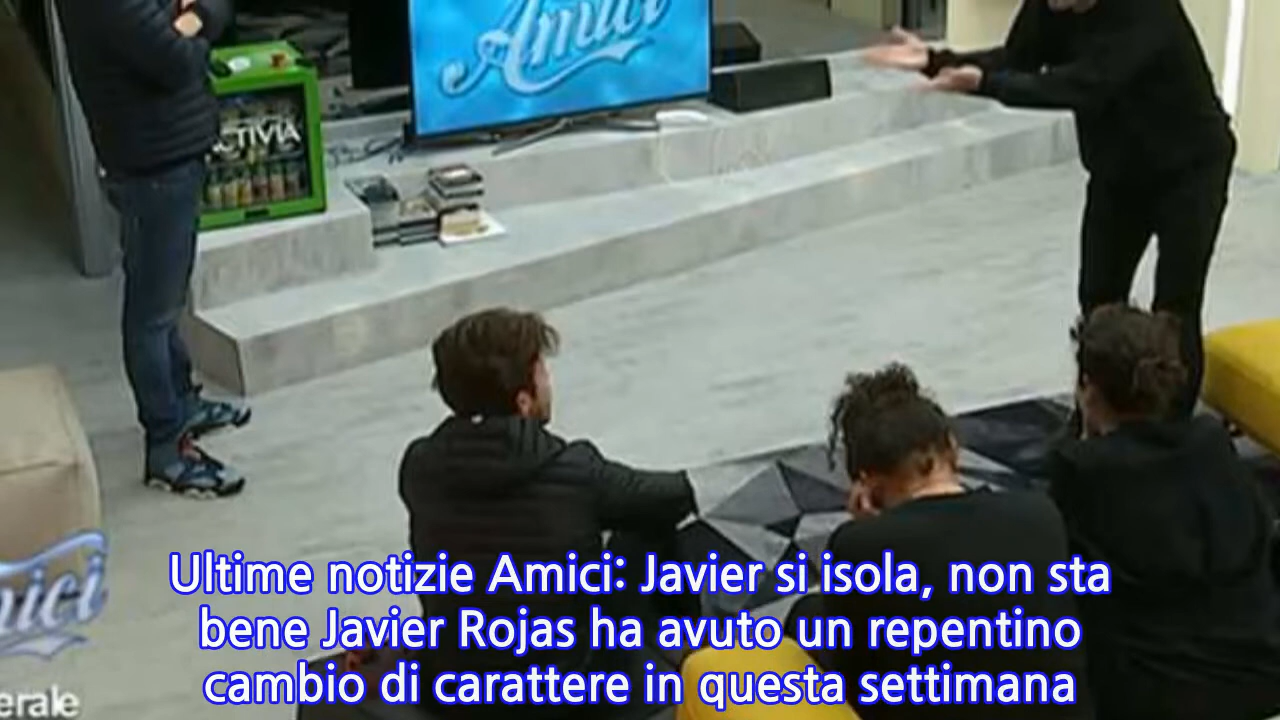 Amici
ACTIVIA
Ultime notizie Amici: Javier si isola, non sta
bene Javier Rojas ha avuto un repentino
cambio di carattere in questa settimana
nici
erale